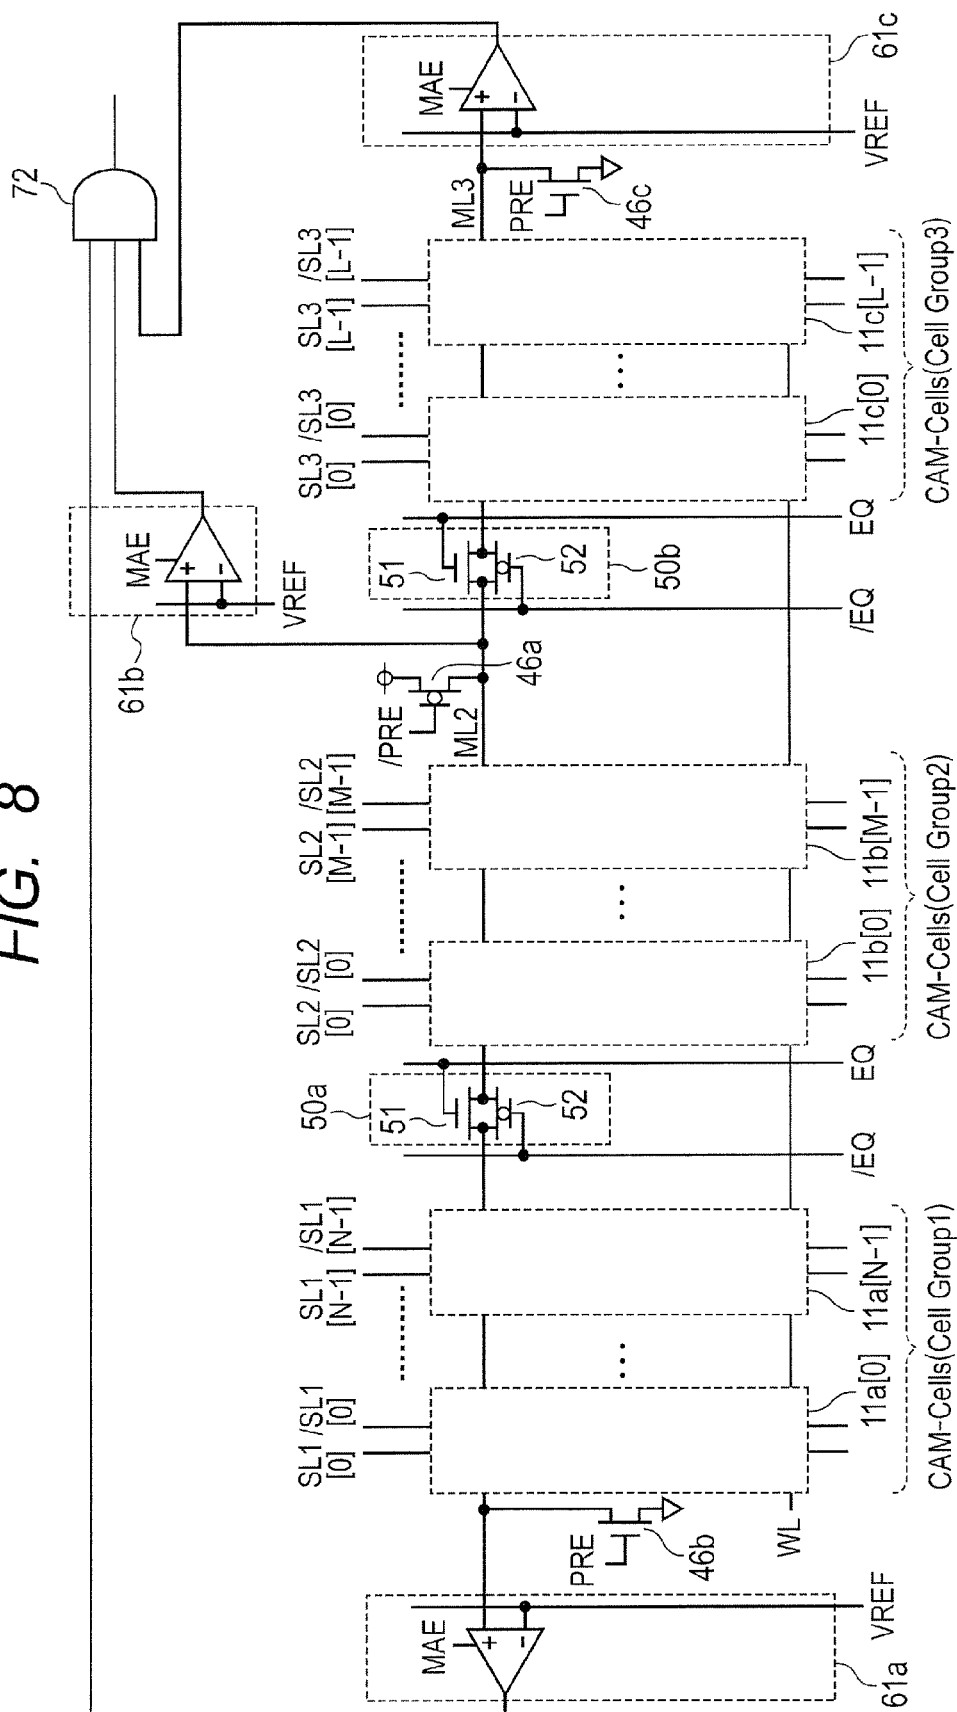 FIG. 8
72
61c
MAE
+
-
VREF
PRE
46c
ML3
/SL3
[L-1]
SL3
[L-1]
/SL3
[0]
SL3
[0]
11c[L-1]
11c[0]
CAM-Cells(Cell Group3)
EQ
/EQ
51
52
50b
61b
MAE
+
-
VREF
46a
/PRE
ML2
/SL2
[M-1]
SL2
[M-1]
/SL2
[0]
SL2
[0]
11b[M-1]
11b[0]
CAM-Cells(Cell Group2)
EQ
/EQ
50a
51
52
/SL1
[N-1]
SL1
[N-1]
/SL1
[0]
SL1
[0]
11a[N-1]
11a[0]
CAM-Cells(Cell Group1)
WL
PRE
46b
MAE
+
-
VREF
61a